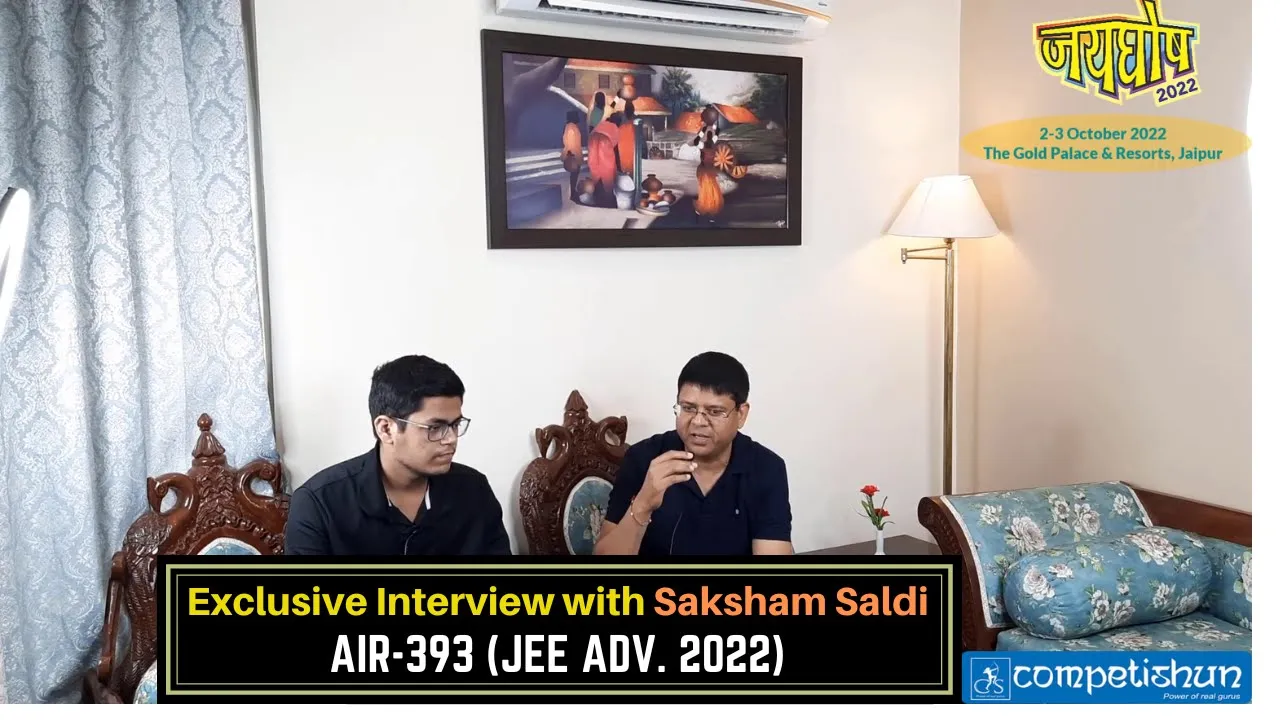 जयघोष
2022
2-3 October 2022
The Gold Palace & Resorts, Jaipur
Exclusive Interview with Saksham Saldi
AIR-393 (JEE ADV. 2022)
competishun
Power of real gurus